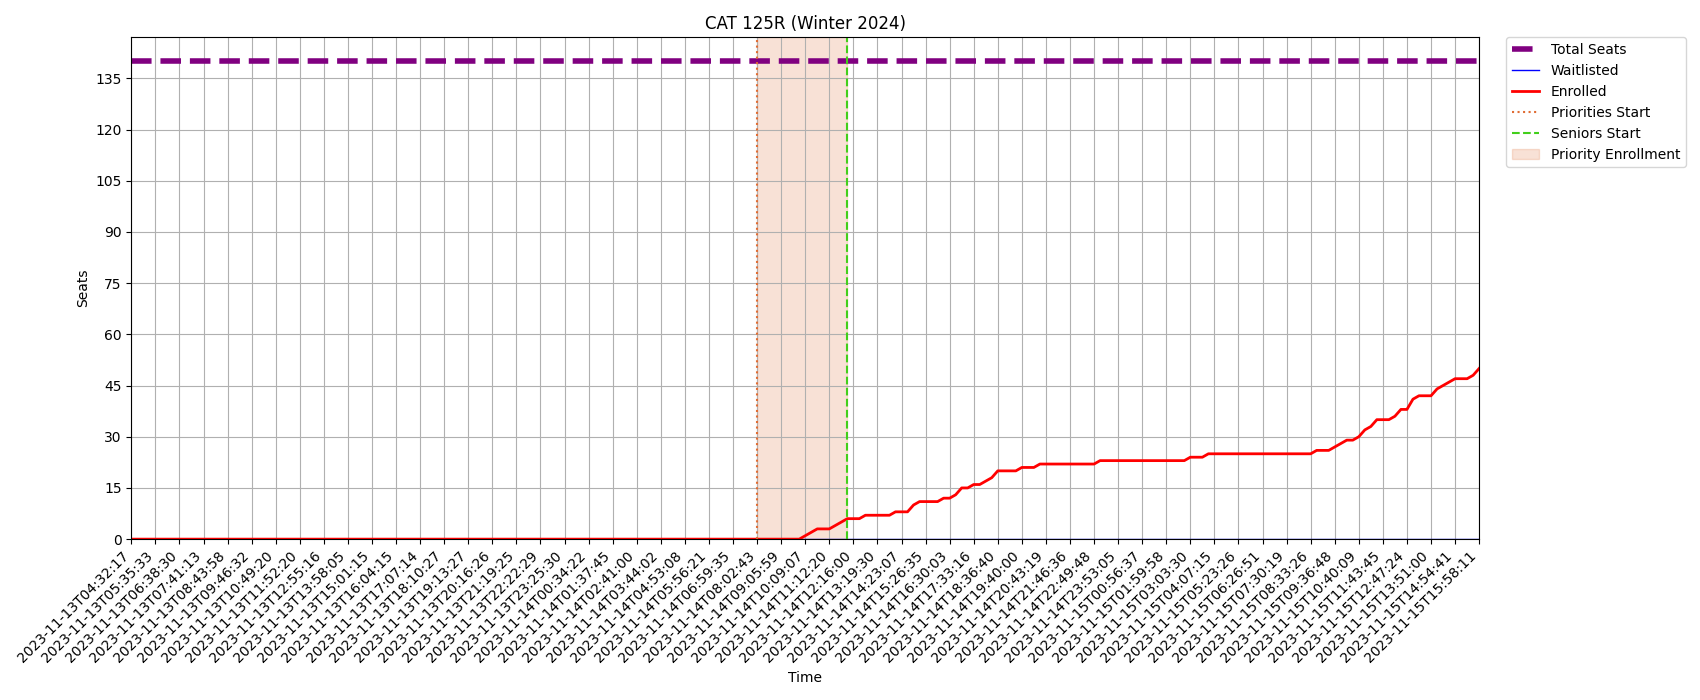 CAT 125R (Winter 2024)
Total Seats
Waitlisted
Enrolled
Priorities Start
Seniors Start
Priority Enrollment
Seats
135
120
105
90
75
60
45
30
15
0
2023-11-13T04:32:17
2023-11-13T05:35:33
2023-11-13T06:38:30
2023-11-13T07:41:13
2023-11-13T08:43:58
2023-11-13T09:46:32
2023-11-13T10:49:20
2023-11-13T11:52:20
2023-11-13T12:55:16
2023-11-13T13:58:05
2023-11-13T15:01:15
2023-11-13T16:04:15
2023-11-13T17:07:14
2023-11-13T18:10:27
2023-11-13T19:13:27
2023-11-13T20:16:26
2023-11-13T21:19:25
2023-11-13T22:22:29
2023-11-13T23:25:30
2023-11-14T00:34:22
2023-11-14T01:37:45
2023-11-14T02:41:00
2023-11-14T03:44:02
2023-11-14T04:53:08
2023-11-14T05:56:21
2023-11-14T06:59:35
2023-11-14T08:02:43
2023-11-14T09:05:59
2023-11-14T10:09:07
2023-11-14T11:12:20
2023-11-14T12:16:00
2023-11-14T13:19:30
2023-11-14T14:23:07
2023-11-14T15:26:35
2023-11-14T16:30:03
2023-11-14T17:33:16
2023-11-14T18:36:40
2023-11-14T19:40:00
2023-11-14T20:43:19
2023-11-14T21:46:36
2023-11-14T22:49:48
2023-11-14T23:53:05
2023-11-15T00:56:37
2023-11-15T01:59:58
2023-11-15T03:03:30
2023-11-15T04:07:15
2023-11-15T05:23:26
2023-11-15T06:26:51
2023-11-15T07:30:19
2023-11-15T08:33:26
2023-11-15T09:36:48
2023-11-15T10:40:09
2023-11-15T11:43:45
2023-11-15T12:47:24
2023-11-15T13:51:00
2023-11-15T14:54:41
2023-11-15T15:58:11
Time